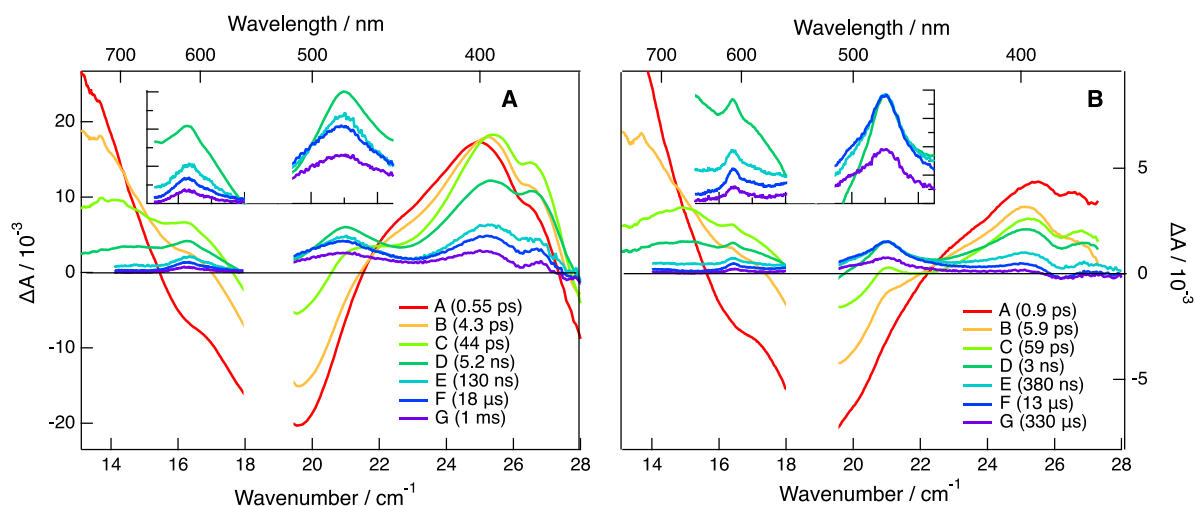 Wavelength / nm
700 600 500 400
A
ΔA / 10⁻³
20
10
0
-10
-20
A (0.55 ps)
B (4.3 ps)
C (44 ps)
D (5.2 ns)
E (130 ns)
F (18 µs)
G (1 ms)
14 16 18 20 22 24 26 28
Wavenumber / cm⁻¹
Wavelength / nm
700 600 500 400
B
5
0
-5
ΔA / 10⁻³
A (0.9 ps)
B (5.9 ps)
C (59 ps)
D (3 ns)
E (380 ns)
F (13 µs)
G (330 µs)
14 16 18 20 22 24 26 28
Wavenumber / cm⁻¹